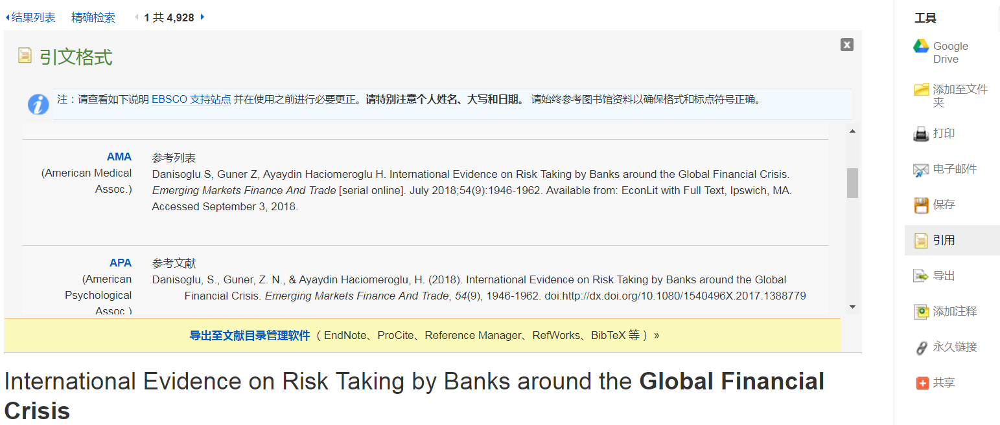 结果列表 精确检索 1 共 4,928
引文格式
注：请查看如下说明 EBSCO 支持站点 并在使用之前进行必要更正。请特别注意个人姓名、大写和日期。 请始终参考图书馆资料以确保格式和标点符号正确。
AMA
(American Medical
Assoc.)
参考列表
Danisoglu S, Guner Z, Ayaydin Haciomeroglu H. International Evidence on Risk Taking by Banks around the Global Financial Crisis.
Emerging Markets Finance And Trade [serial online]. July 2018;54(9):1946-1962. Available from: EconLit with Full Text, Ipswich, MA.
Accessed September 3, 2018.
APA
(American
Psychological
Assoc.)
参考文献
Danisoglu, S., Guner, Z. N., & Ayaydin Haciomeroglu, H. (2018). International Evidence on Risk Taking by Banks around the Global
Financial Crisis. Emerging Markets Finance And Trade, 54(9), 1946-1962. doi:http://dx.doi.org/10.1080/1540496X.2017.1388779
导出至文献目录管理软件 （ EndNote、ProCite、Reference Manager、RefWorks、BibTeX 等 ） »
International Evidence on Risk Taking by Banks around the Global Financial
Crisis
工具
Google
Drive
添加至文件
夹
打印
电子邮件
保存
引用
导出
添加注释
永久链接
共享